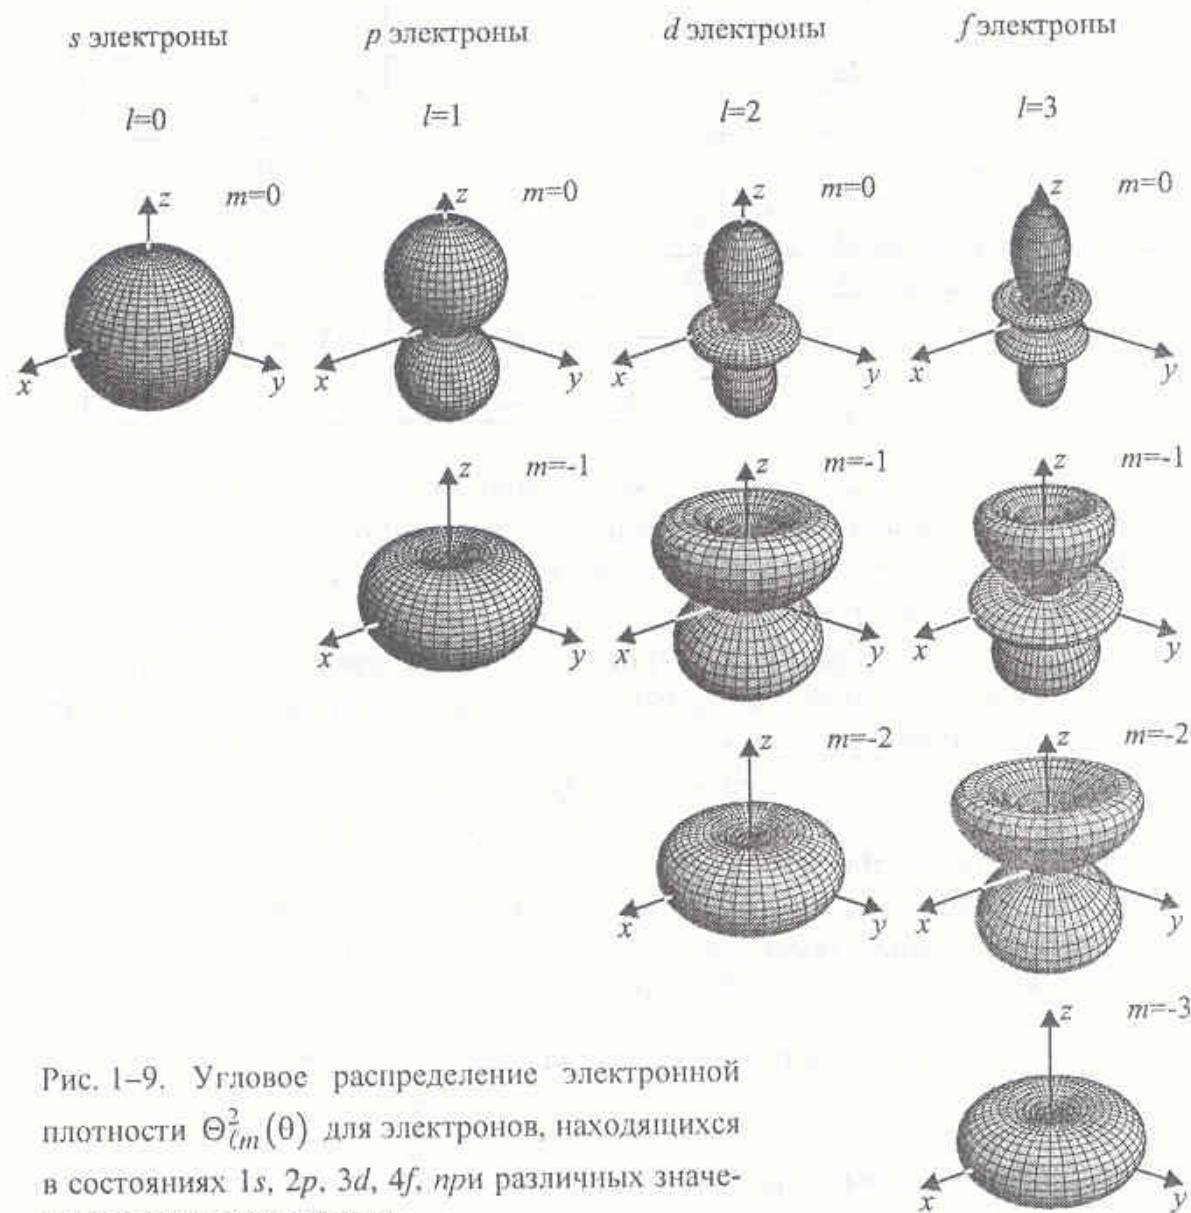 s электроны p электроны d электроны f электроны
l=0 l=1 l=2 l=3
z m=0 z m=0 z m=0 z m=0
x y x y x y x y
z m=-1 z m=-1 z m=-1
x y x y x y
z m=-2 z m=-2
x y x y
z m=-3
x y
Рис. 1–9. Угловое распределение электронной
плотности Θ²ℓm(θ) для электронов, находящихся
в состояниях 1s, 2p, 3d, 4f, при различных значе-